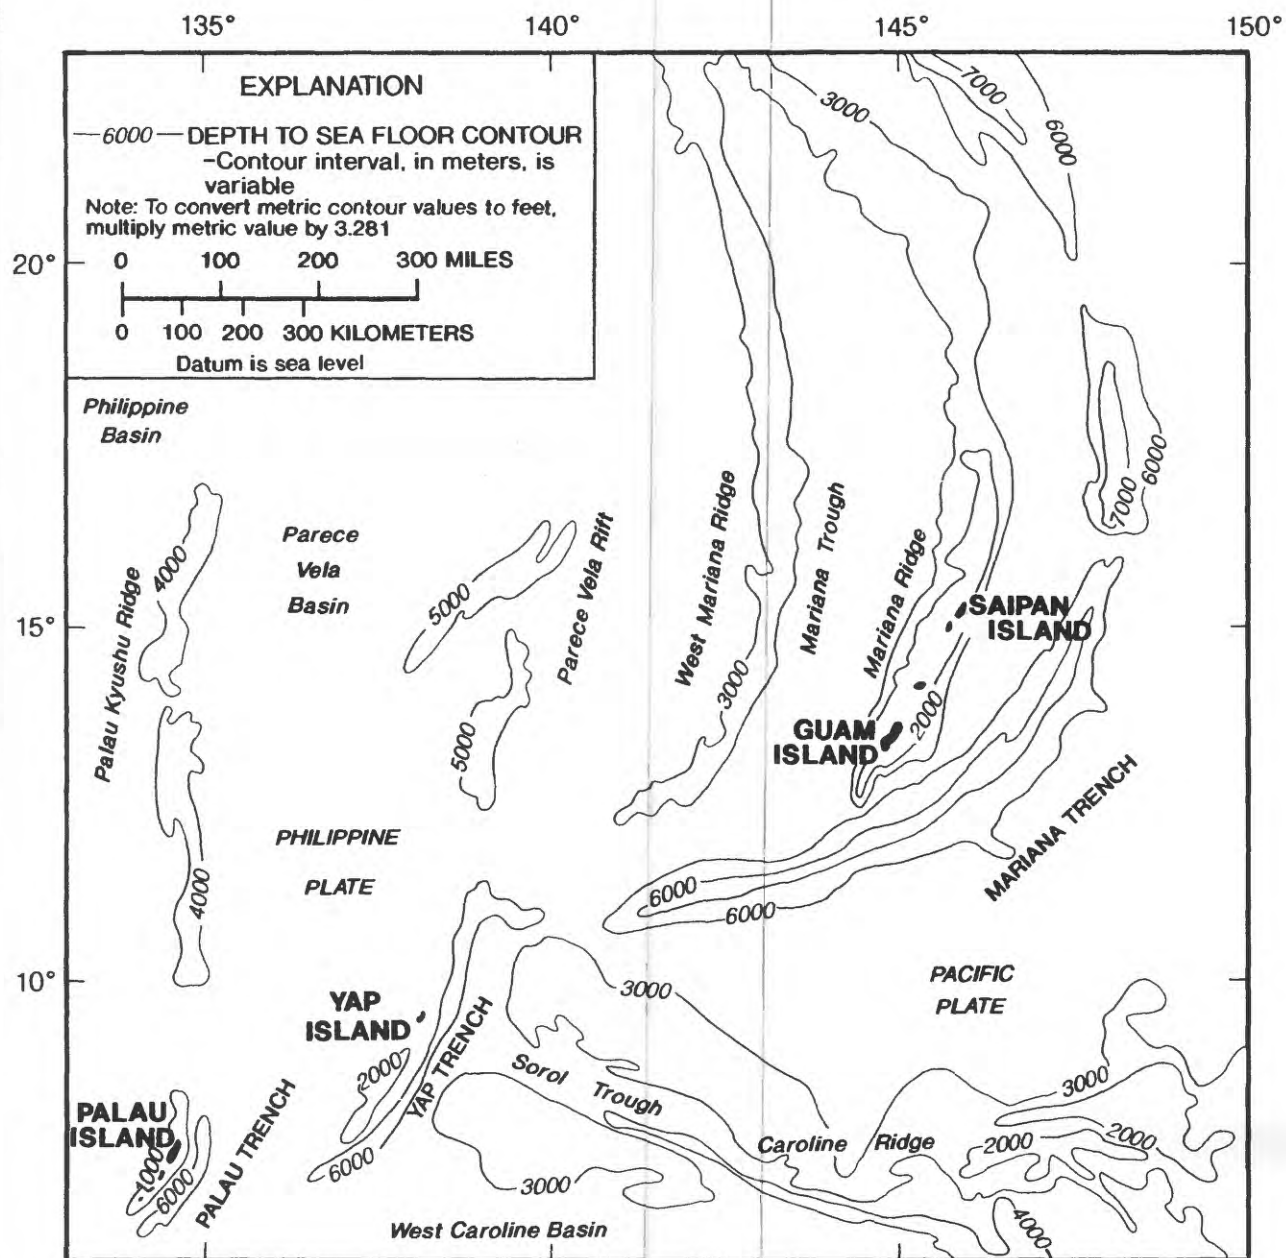 135° 140° 145° 150°
EXPLANATION
6000 DEPTH TO SEA FLOOR CONTOUR
-Contour interval, in meters, is
variable
Note: To convert metric contour values to feet,
multiply metric value by 3.281
0 100 200 300 MILES
0 100 200 300 KILOMETERS
Datum is sea level
3000
7000
6000
20°
Philippine
Basin
7000
6000
4000
Palau Kyushu Ridge
Parece
Vela
Basin
5000
Parece Vela Rift
West Mariana Ridge
Mariana Trough
Mariana Ridge
SAIPAN
ISLAND
15°
3000
2000
5000
GUAM
ISLAND
MARIANA TRENCH
PHILIPPINE
PLATE
4000
6000
6000
10°
3000
PACIFIC
PLATE
YAP
ISLAND
YAP TRENCH
2000
Sorol Trough
3000
PALAU
ISLAND
PALAU TRENCH
1000
6000
6000
Caroline Ridge
2000
2000
3000
4000
West Caroline Basin
135° 140° 145°